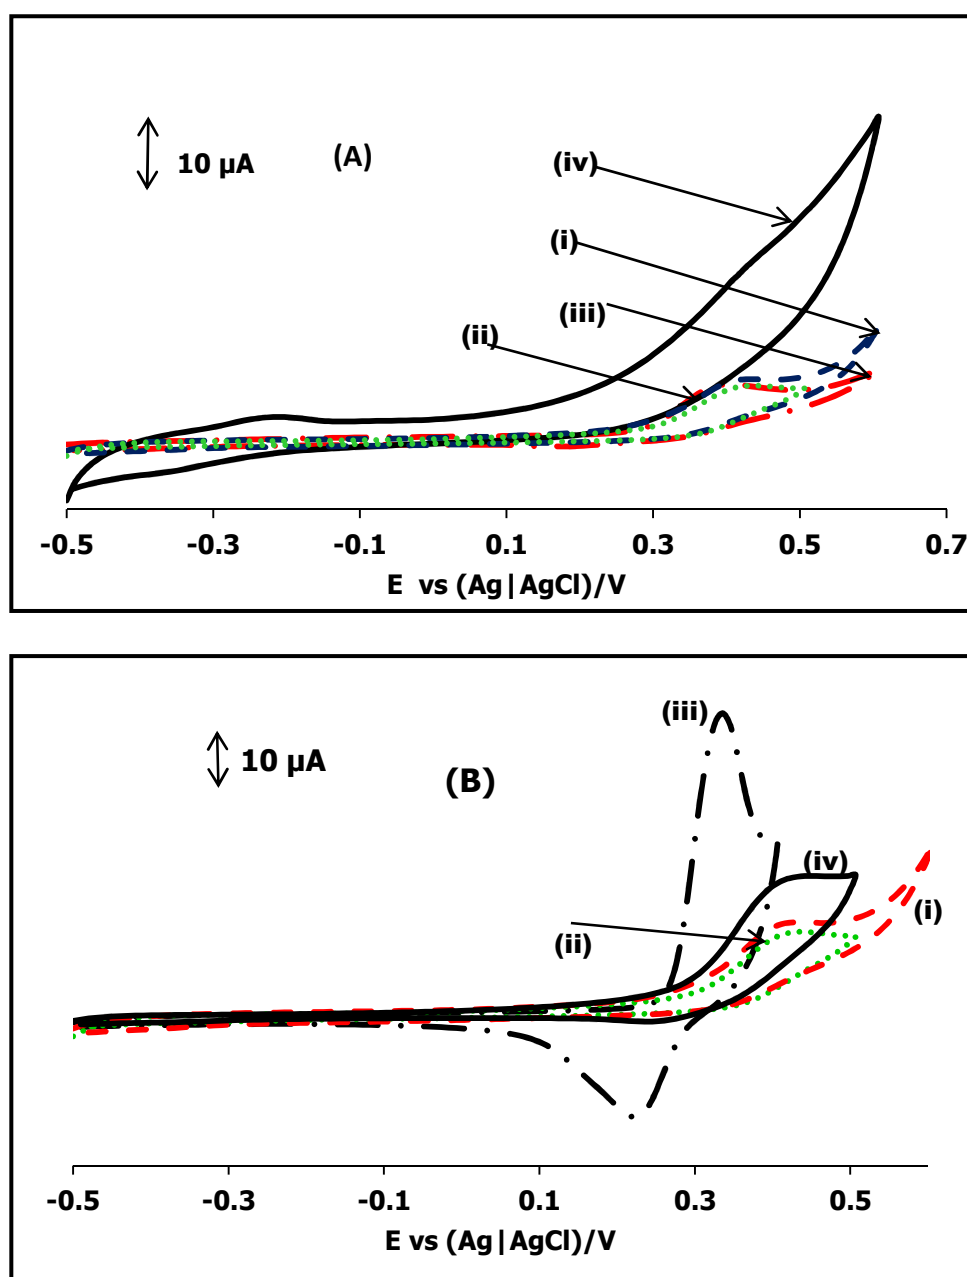 10 µA
(A)
(iv)
(i)
(iii)
(ii)
-0.5 -0.3 -0.1 0.1 0.3 0.5 0.7
E vs (Ag|AgCl)/V
(iii)
10 µA
(B)
(iv)
(i)
(ii)
-0.5 -0.3 -0.1 0.1 0.3 0.5
E vs (Ag|AgCl)/V